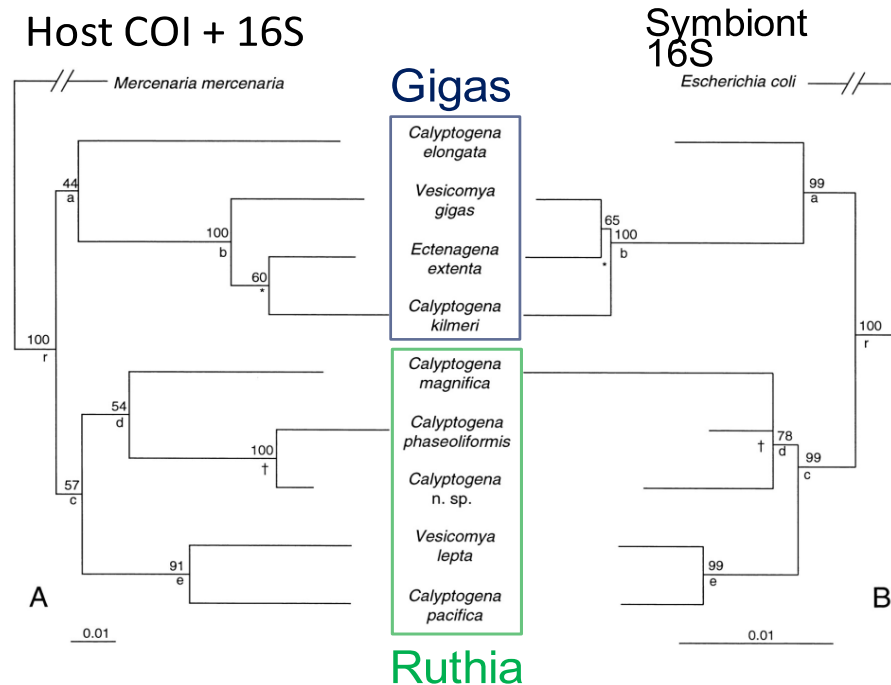 Host COI + 16S
Symbiont
16S
Mercenaria mercenaria
Gigas
Escherichia coli
Calyptogena
elongata
44
a
99
a
Vesicomya
gigas
100
b
65
100
b
Ectenagena
extenta
60
*
*
Calyptogena
kilmeri
100
r
100
r
Calyptogena
magnifica
54
d
Calyptogena
phaseoliformis
100
†
†
78
d
99
c
Calyptogena
n. sp.
57
c
Vesicomya
lepta
91
e
99
e
Calyptogena
pacifica
A
B
0.01
0.01
Ruthia